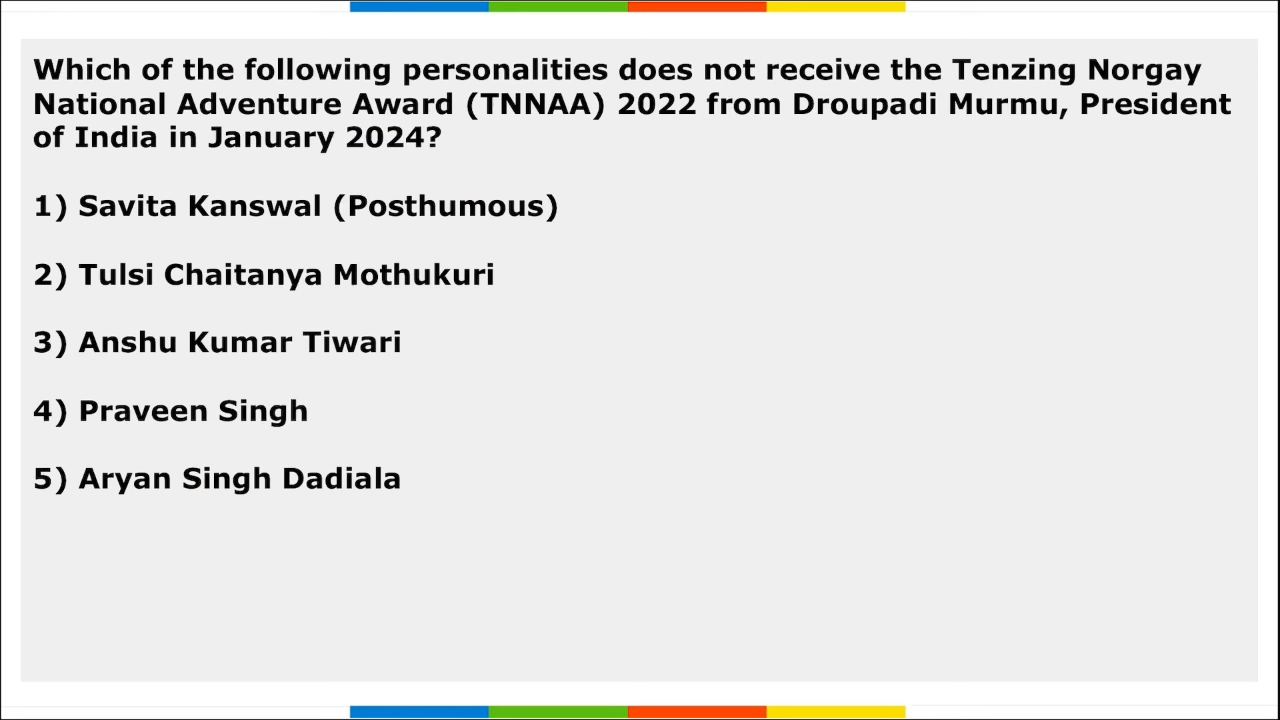 Which of the following personalities does not receive the Tenzing Norgay
National Adventure Award (TNNAA) 2022 from Droupadi Murmu, President
of India in January 2024?
1) Savita Kanswal (Posthumous)
2) Tulsi Chaitanya Mothukuri
3) Anshu Kumar Tiwari
4) Praveen Singh
5) Aryan Singh Dadiala